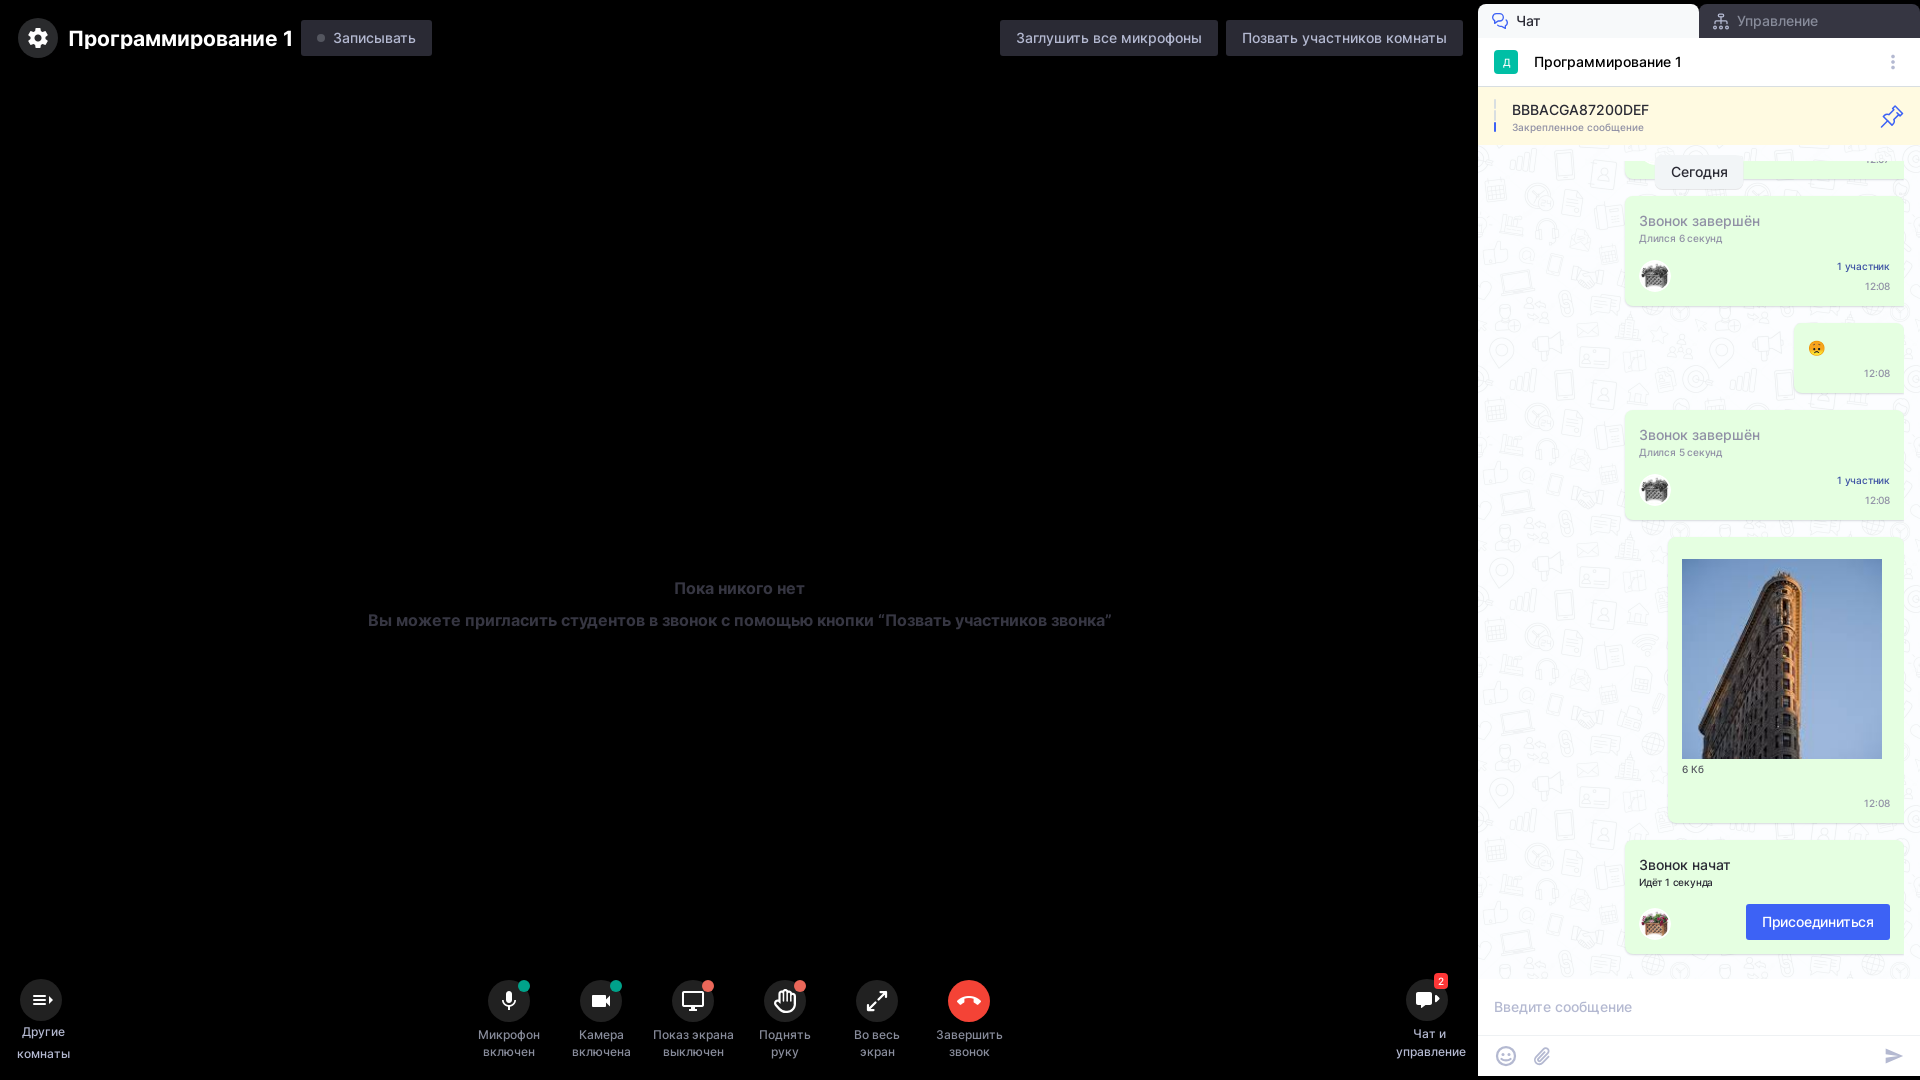 Программирование 1
Записывать
Заглушить все микрофоны
Позвать участников комнаты
Чат
Управление
Д
Программирование 1
BBBACGA87200DEF
Закрепленное сообщение
Сегодня
Звонок завершён
Длился 6 секунд
1 участник
12:08
12:08
Звонок завершён
Длился 5 секунд
1 участник
12:08
6 Кб
12:08
Звонок начат
Идёт 1 секунда
Присоединиться
Введите сообщение
Пока никого нет
Вы можете пригласить студентов в звонок с помощью кнопки “Позвать участников звонка”
Другие
комнаты
Микрофон
включен
Камера
включена
Показ экрана
выключен
Поднять
руку
Во весь
экран
Завершить
звонок
2
Чат и
управление